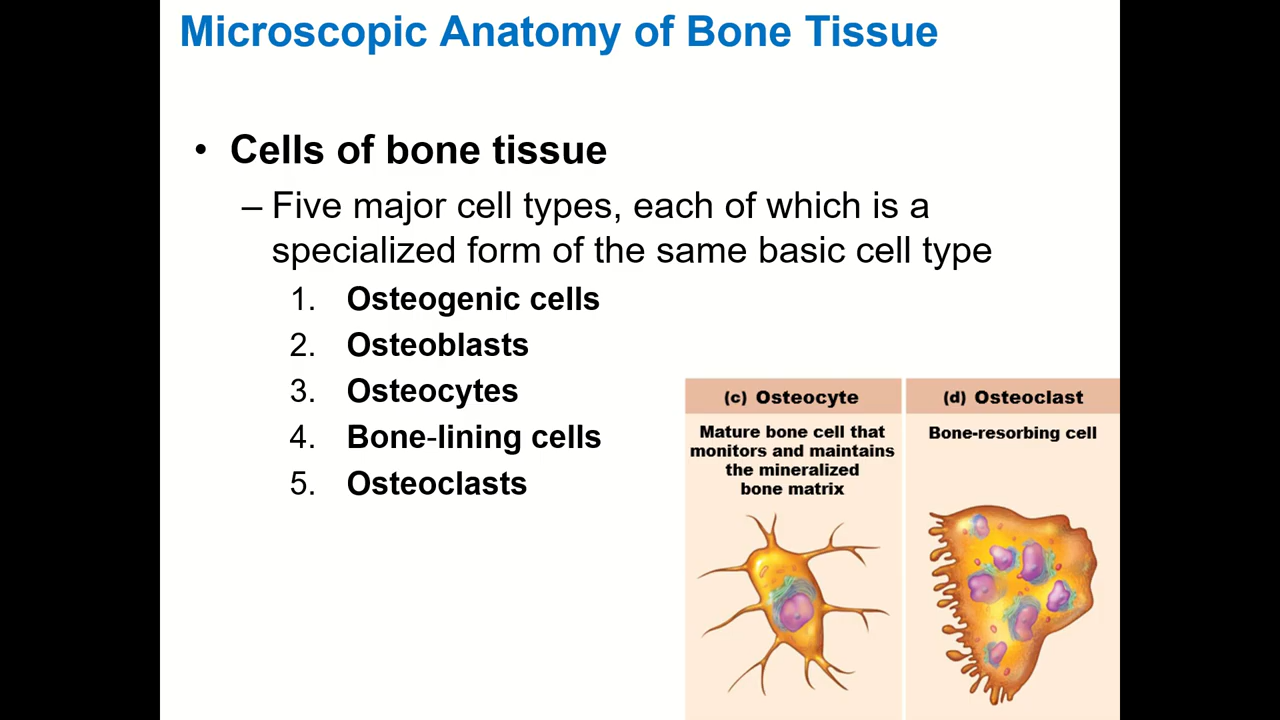 Microscopic Anatomy of Bone Tissue
• Cells of bone tissue
– Five major cell types, each of which is a
specialized form of the same basic cell type
1. Osteogenic cells
2. Osteoblasts
3. Osteocytes
4. Bone-lining cells
5. Osteoclasts
(c) Osteocyte
Mature bone cell that
monitors and maintains
the mineralized
bone matrix
(d) Osteoclast
Bone-resorbing cell